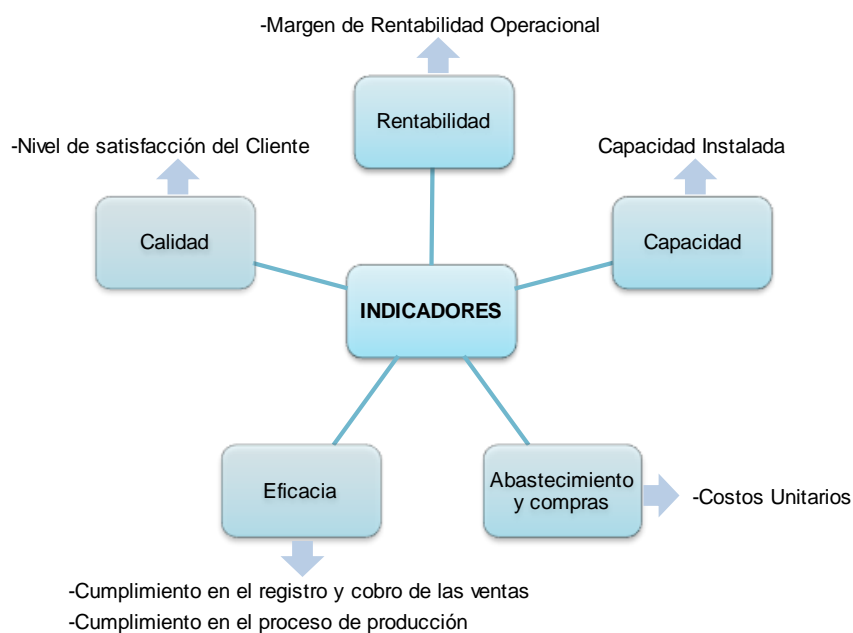 -Margen de Rentabilidad Operacional
Rentabilidad
-Nivel de satisfacción del Cliente
Calidad
Capacidad Instalada
Capacidad
INDICADORES
Eficacia
Abastecimiento
y compras
-Costos Unitarios
-Cumplimiento en el registro y cobro de las ventas
-Cumplimiento en el proceso de producción